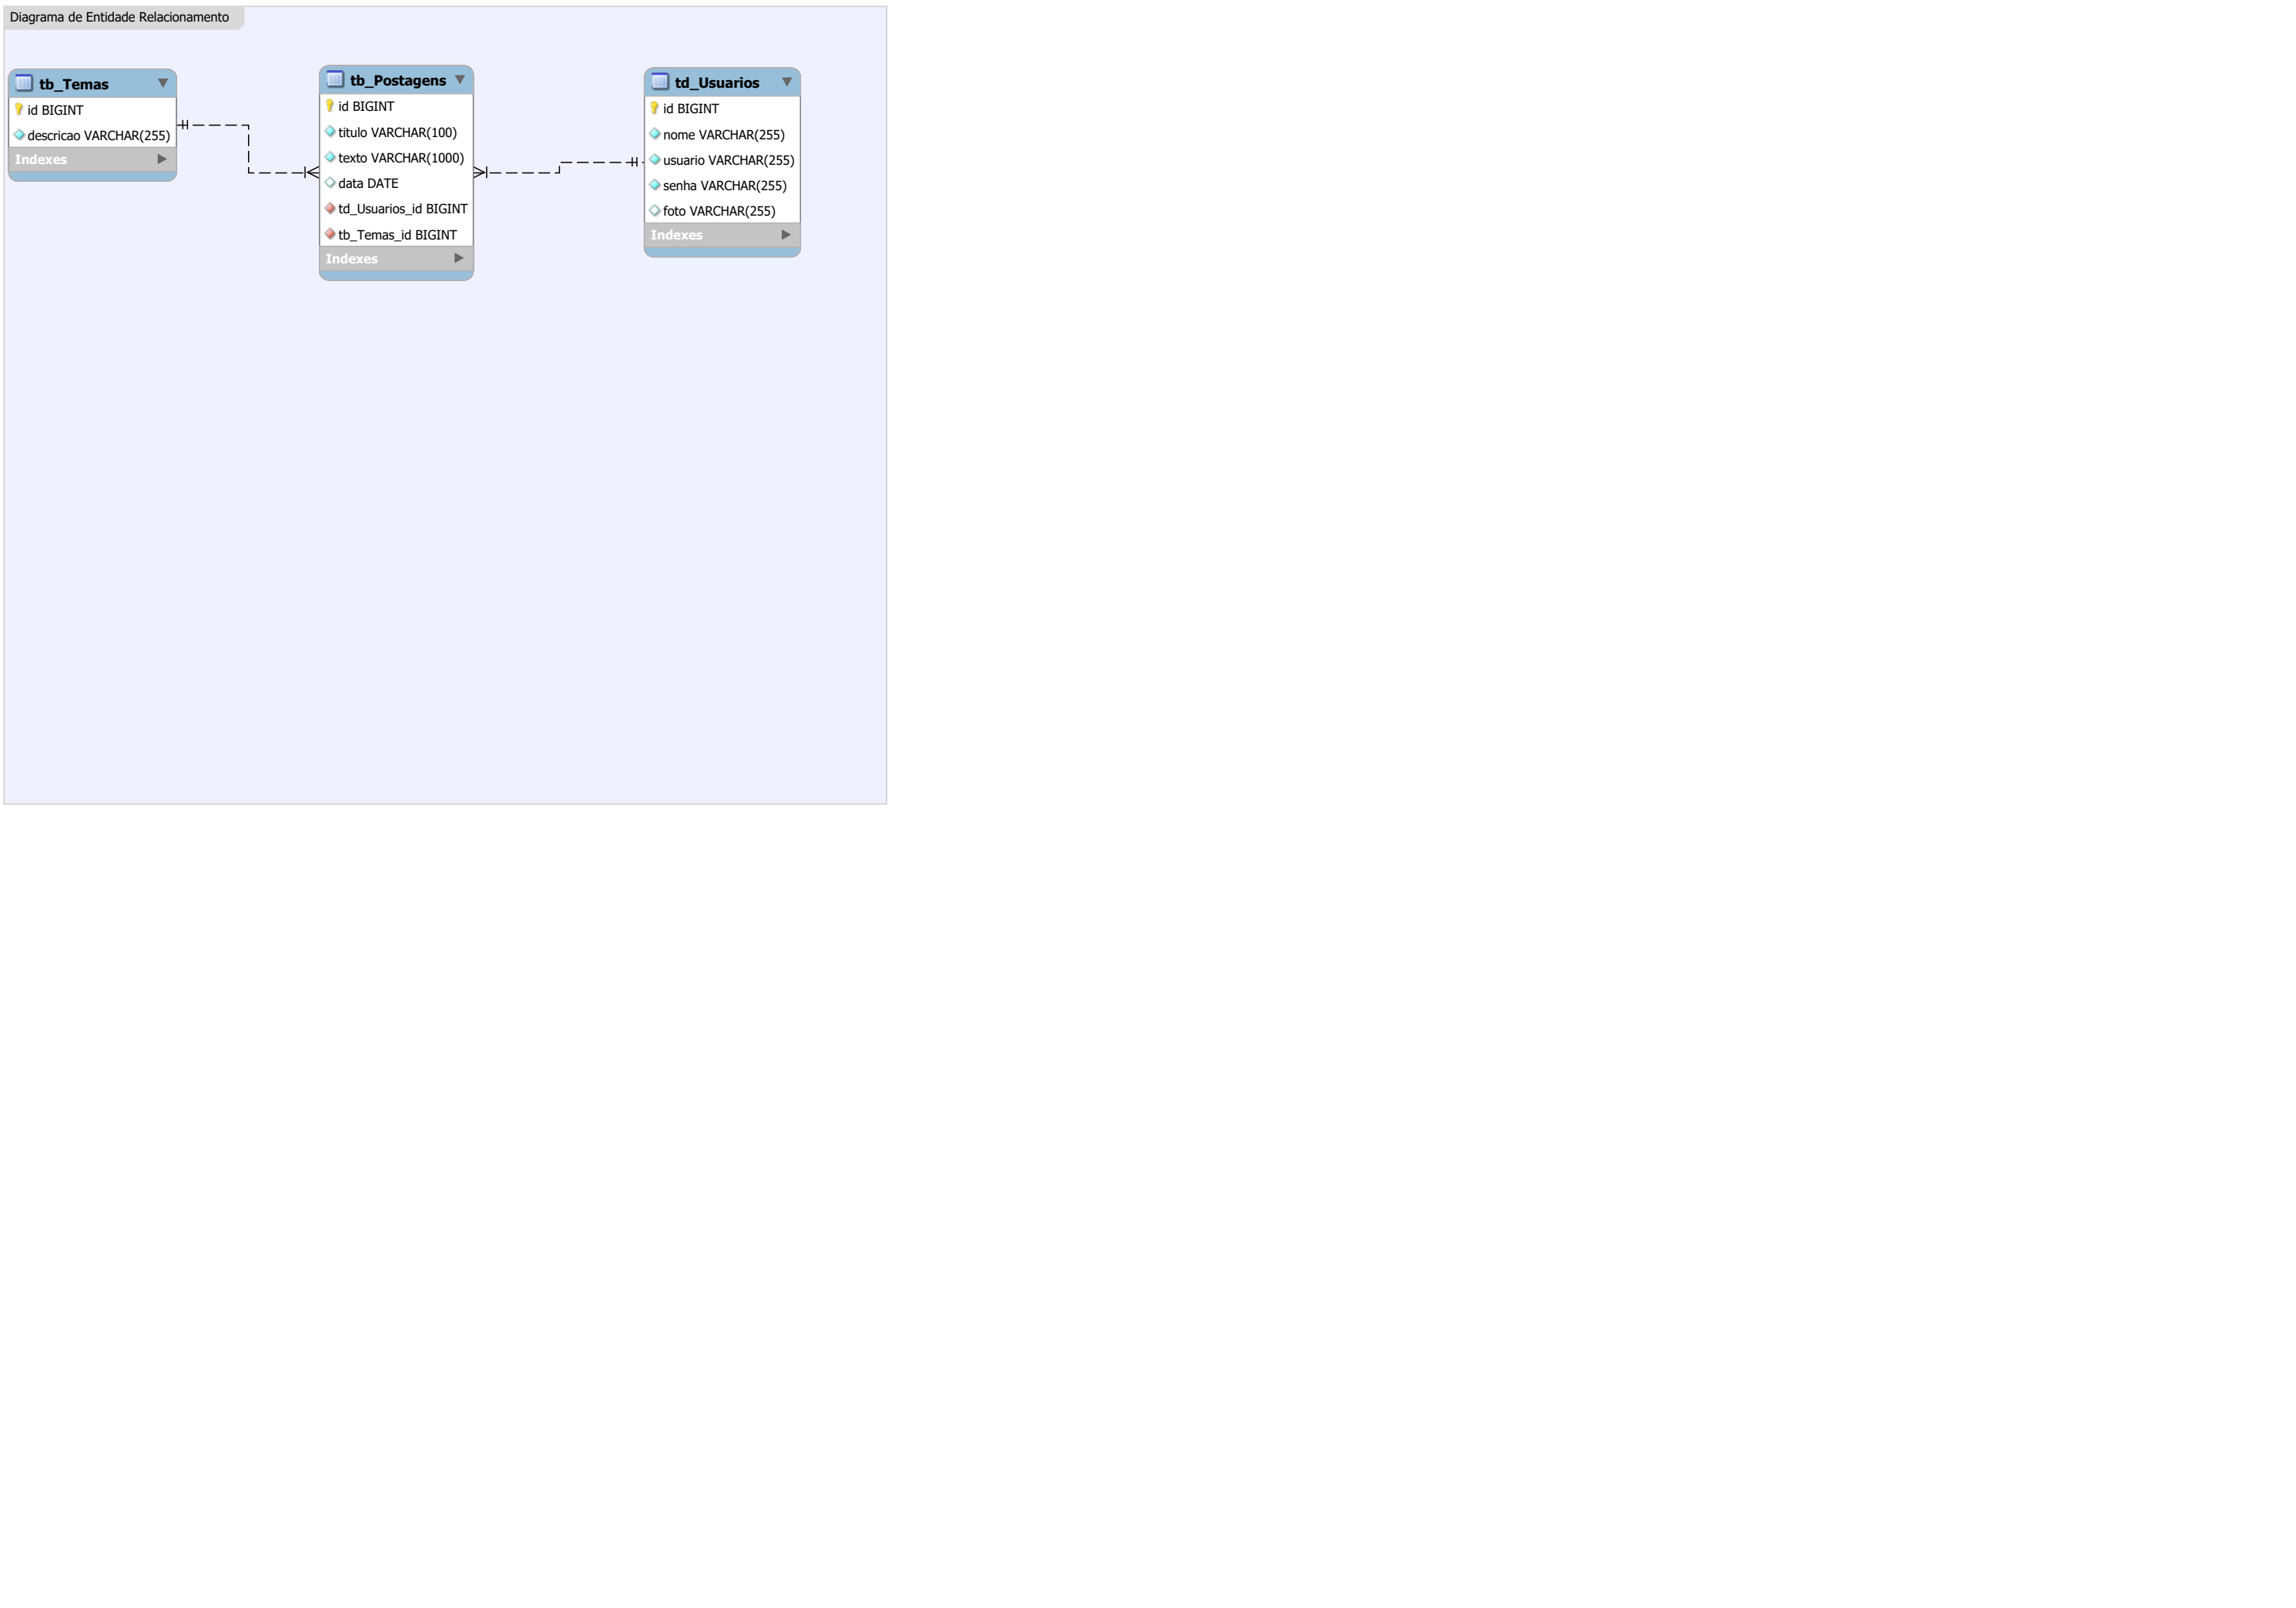 Diagrama de Entidade Relacionamento
tb_Temas
id BIGINT
descricao VARCHAR(255)
Indexes
tb_Postagens
id BIGINT
titulo VARCHAR(100)
texto VARCHAR(1000)
data DATE
td_Usuarios_id BIGINT
tb_Temas_id BIGINT
Indexes
td_Usuarios
id BIGINT
nome VARCHAR(255)
usuario VARCHAR(255)
senha VARCHAR(255)
foto VARCHAR(255)
Indexes